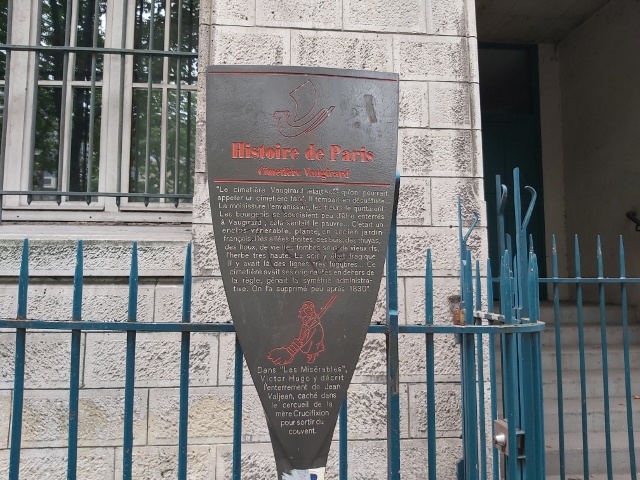 Histoire de Paris
Cimetière Vaugirard
"Le cimetière Vaugirard était ce qu'on pourrait
appeler un cimetière fané. Il tombait en désuétude.
La moisissure l'envahissait, les fleurs le quittaient.
Les bourgeois se souciaient peu d'être enterrés
à Vaugirard ; cela sentait le pauvre... C'était un
enclos vénérable, planté en ancien jardin
français. Des allées droites, des buis, des thuyas,
des houx, de vieilles tombes sous de vieux ifs,
l'herbe très haute. Le soir y était tragique.
Il y avait là des lignes très lugubres... Ce
cimetière avait ses originalités en dehors de
la règle, gênait la symétrie administra-
tive. On l'a supprimé peu après 1830".
Dans "Les Misérables",
Victor Hugo y décrit
l'enterrement de Jean
Valjean, caché dans
le cercueil de la
mère Crucifixion
pour sortir du
couvent.